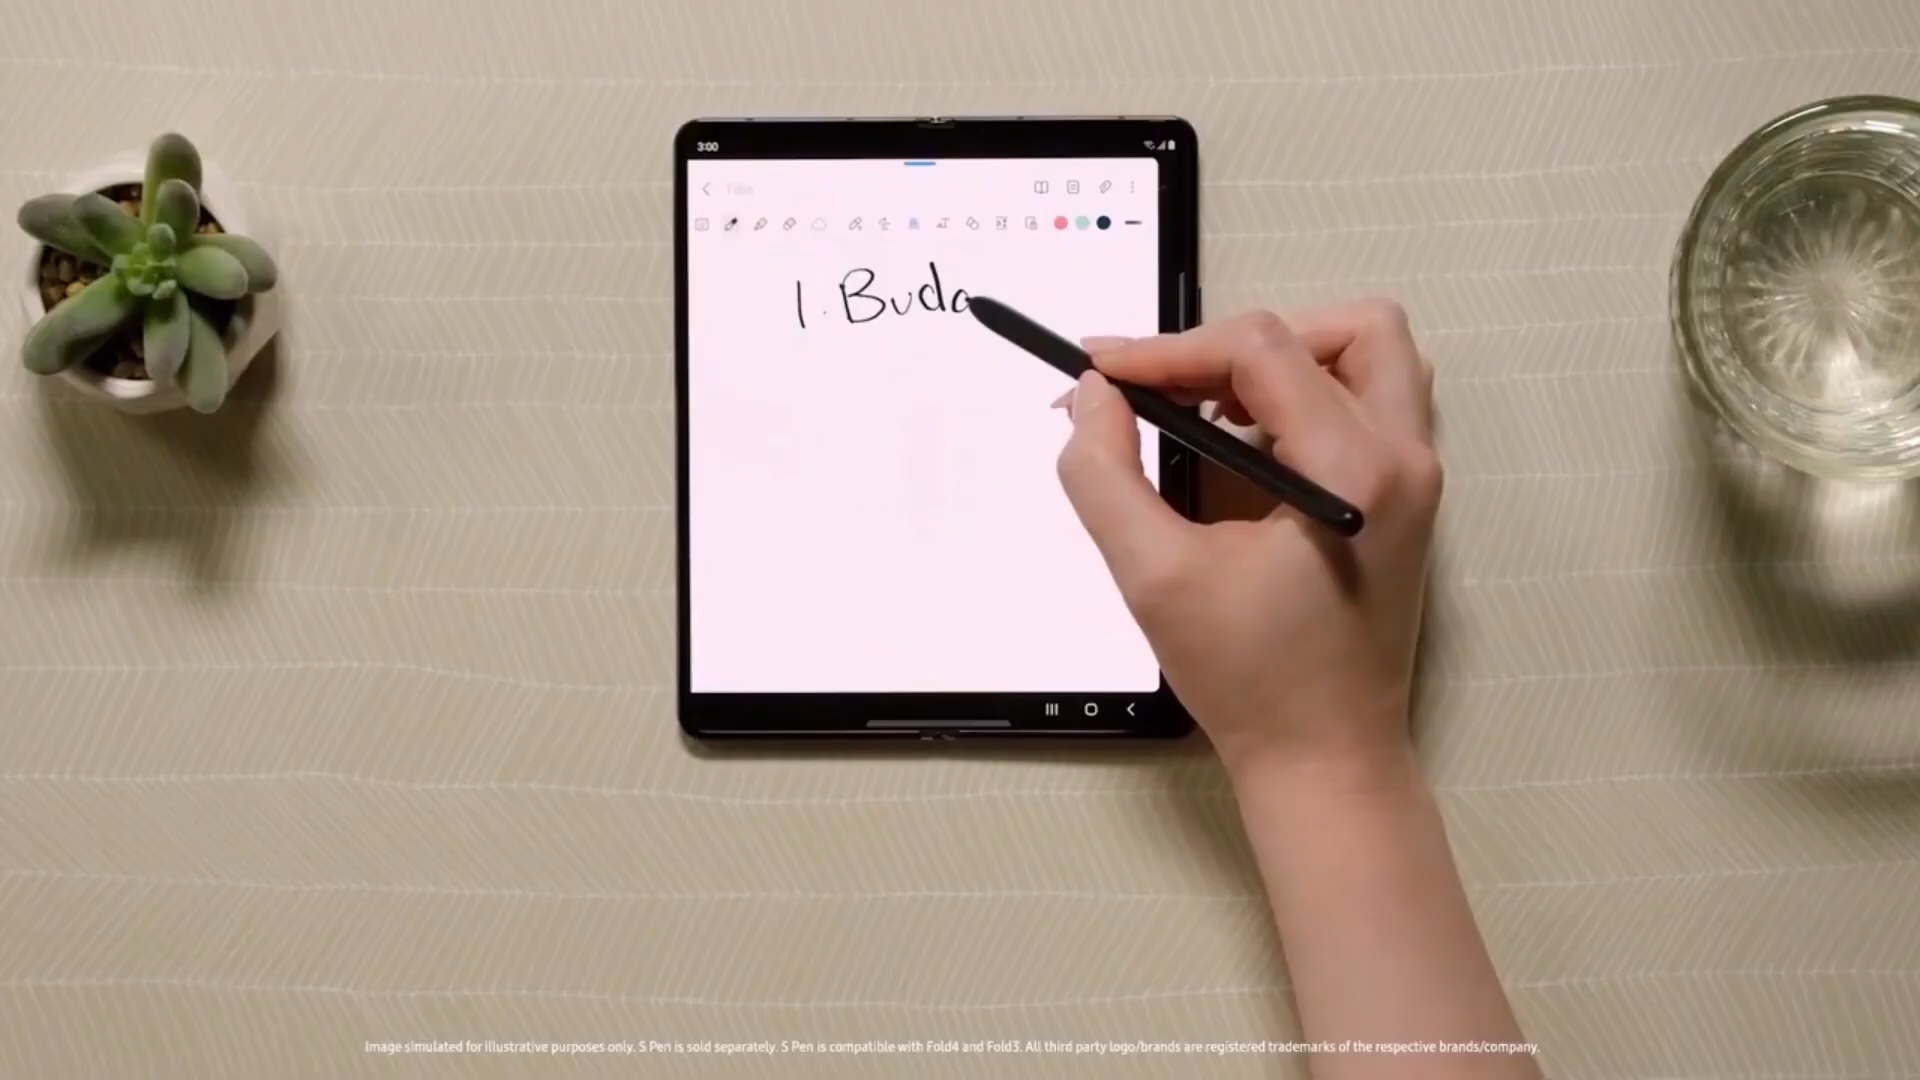 3:00
Title
1. Buda
Image simulated for illustrative purposes only. S Pen is sold separately. S Pen is compatible with Fold4 and Fold3. All third party logo/brands are registered trademarks of the respective brands/company.